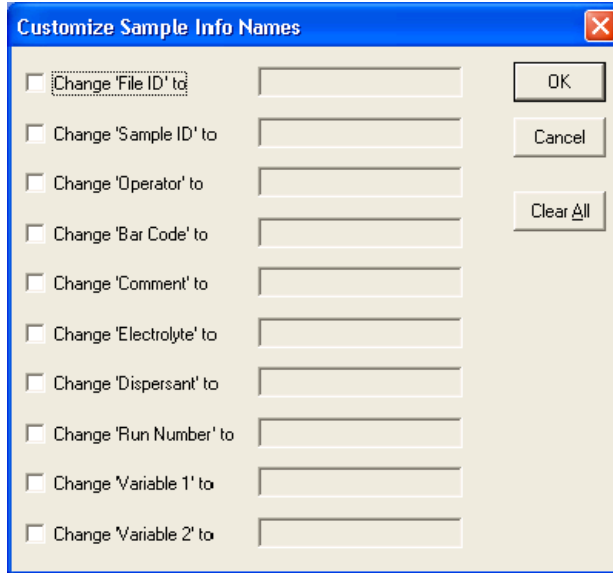 Customize Sample Info Names
Change 'File ID' to
OK
Change 'Sample ID' to
Cancel
Change 'Operator' to
Clear All
Change 'Bar Code' to
Change 'Comment' to
Change 'Electrolyte' to
Change 'Dispersant' to
Change 'Run Number' to
Change 'Variable 1' to
Change 'Variable 2' to